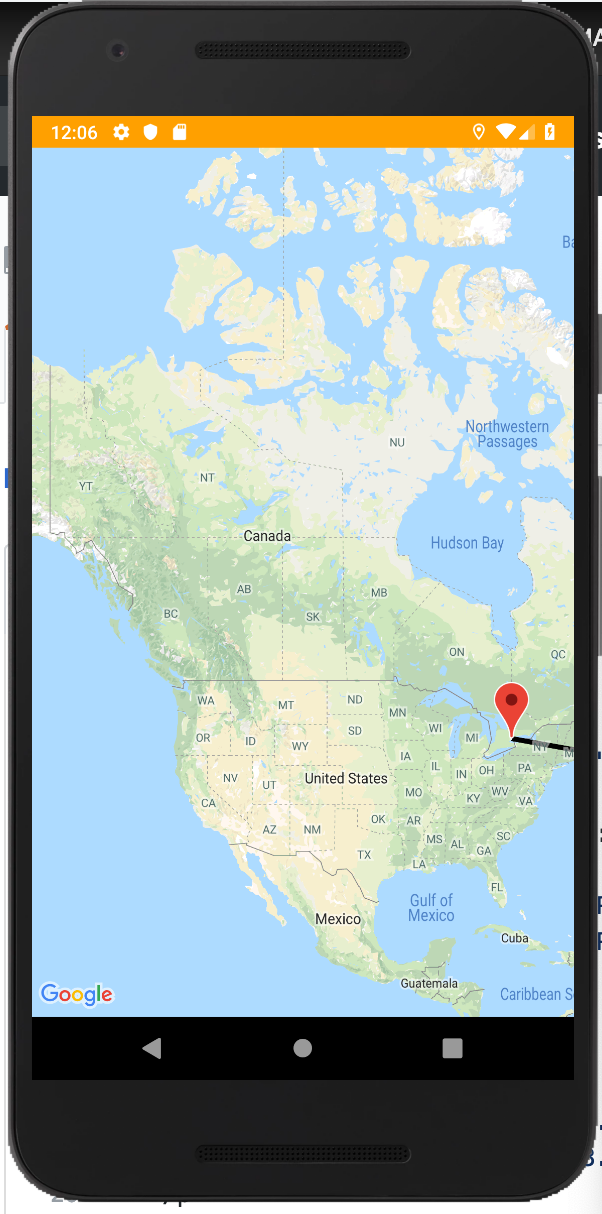 12:06
Ba
Northwestern
Passages
NU
NT
YT
Canada
Hudson Bay
AB
MB
BC
SK
ON
QC
WA
MT
ND
MN
OR
ID
SD
WI
MI
NY
WY
IA
United States
NV
UT
IL
IN
OH
PA
CA
MO
KY
WV
VA
AZ
NM
OK
AR
SC
TX
MS
AL
GA
LA
FL
Gulf of
Mexico
Mexico
Cuba
Guatemala
Caribbean S
Google